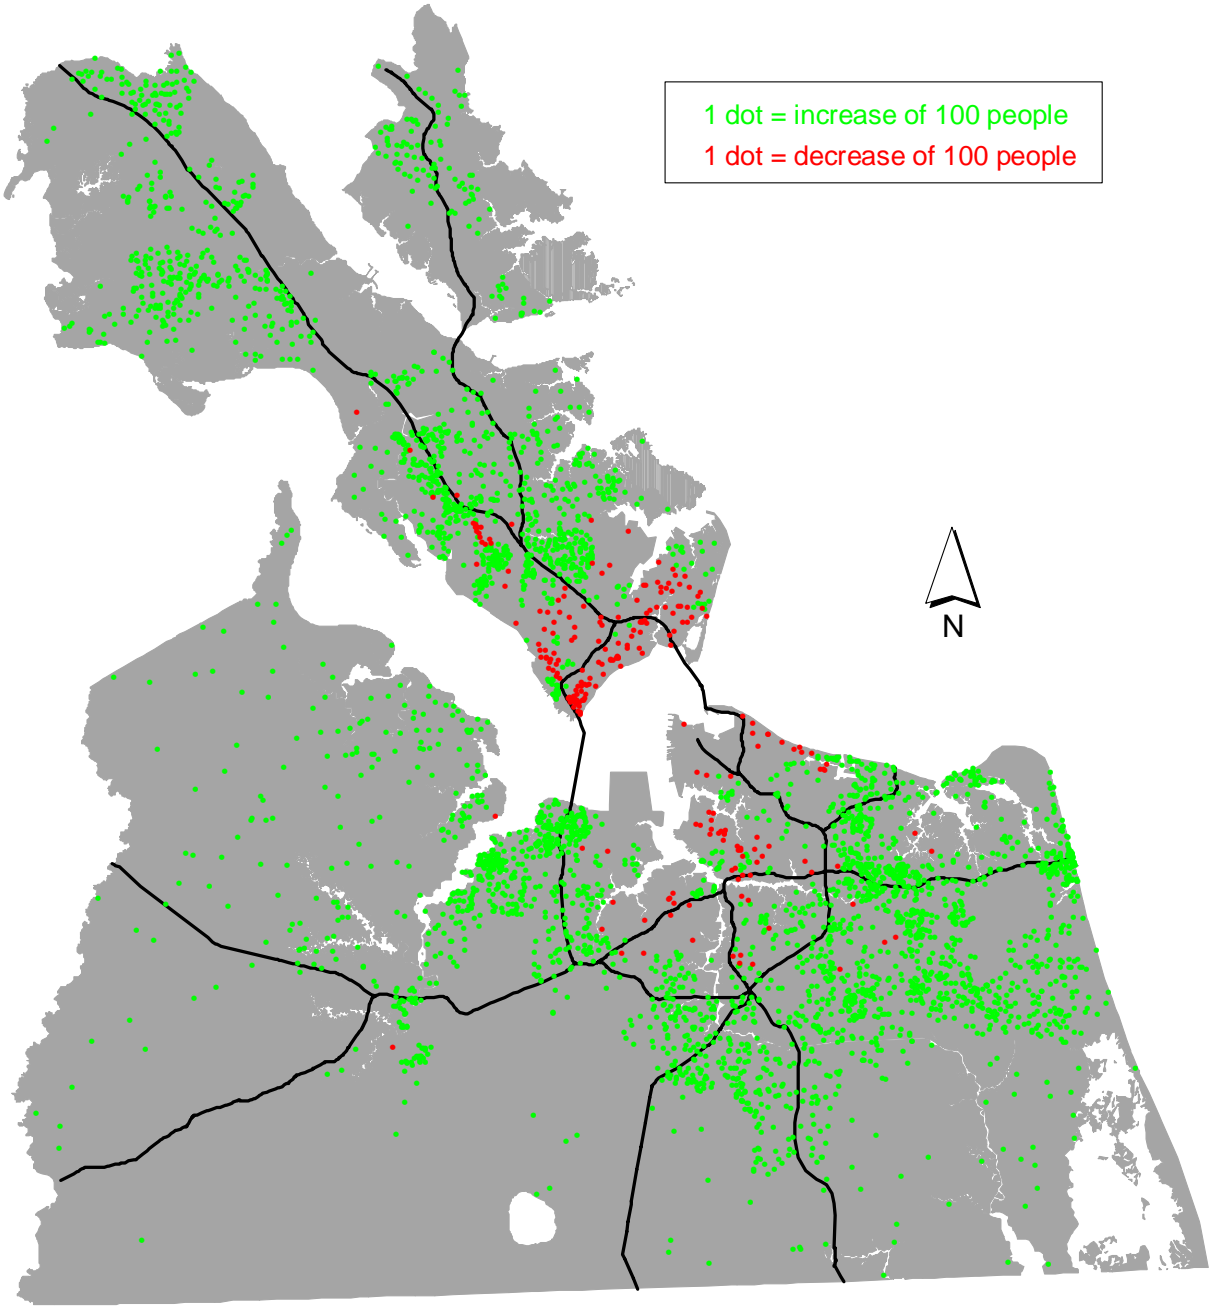 1 dot = increase of 100 people
1 dot = decrease of 100 people
N